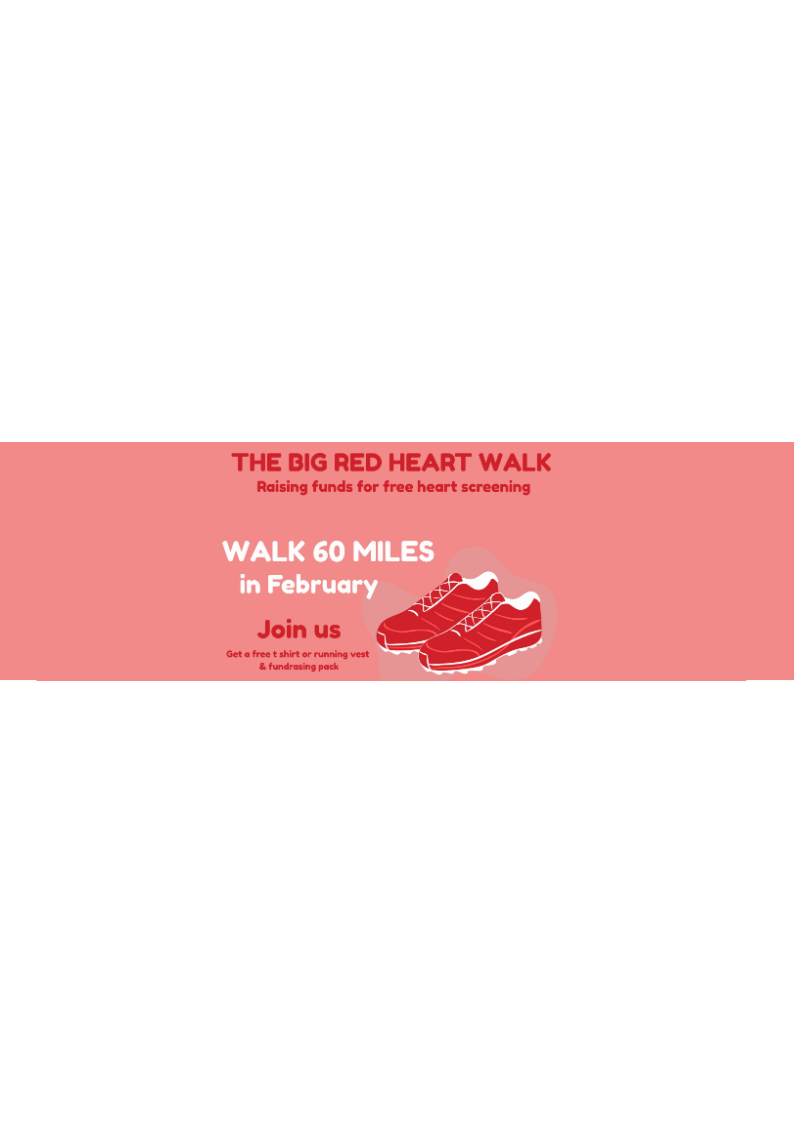 THE BIG RED HEART WALK
Raising funds for free heart screening
WALK 60 MILES
in February
Join us
Get a free t shirt or running vest
& fundrasing pack